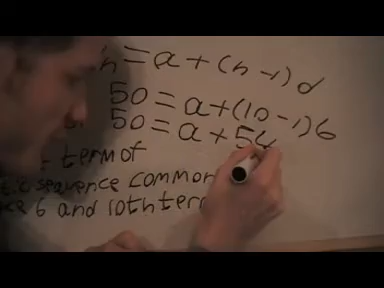 n = a + (n - 1) d
50 = a + (10 - 1) 6
50 = a + 54
term of
sequence common
6 and 10th term